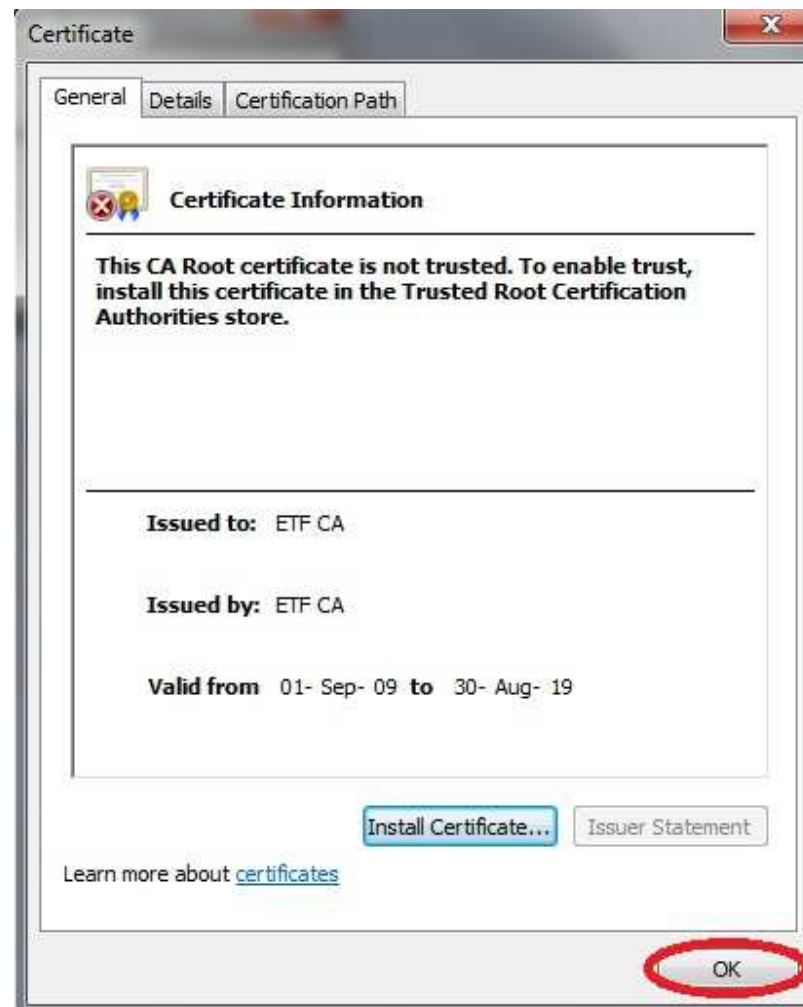 Certificate
General Details Certification Path
Certificate Information
This CA Root certificate is not trusted. To enable trust,
install this certificate in the Trusted Root Certification
Authorities store.
Issued to: ETF CA
Issued by: ETF CA
Valid from 01- Sep- 09 to 30- Aug- 19
Install Certificate... Issuer Statement
Learn more about certificates
OK